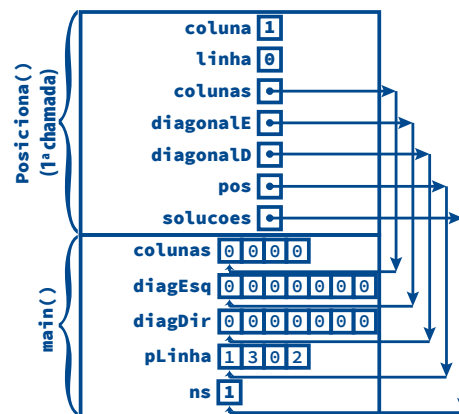 Posiciona()
(1ª chamada)
coluna 1
linha 0
colunas
diagonalE
diagonalD
pos
solucoes
main()
colunas 0 0 0 0
diagEsq 0 0 0 0 0 0 0
diagDir 0 0 0 0 0 0 0
pLinha 1 3 0 2
ns 1